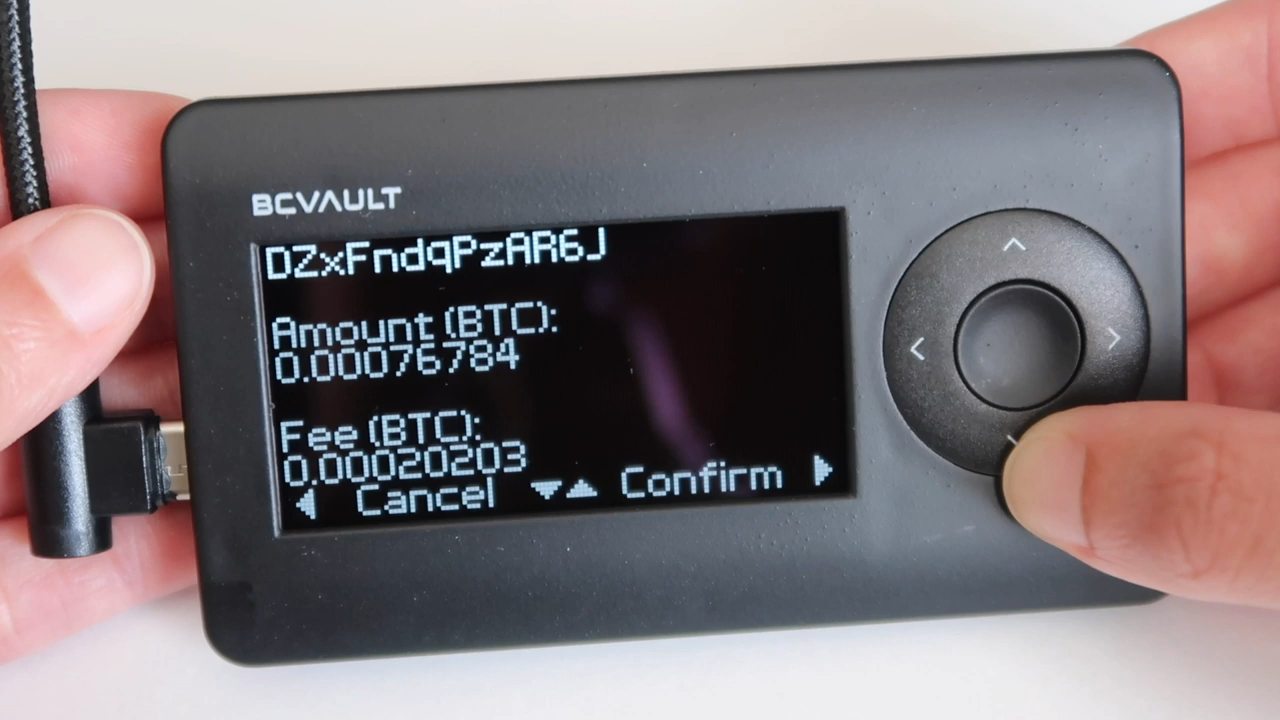 BCVAULT
DZxFndqPzAR6J
Amount (BTC):
0.00076784
Fee (BTC):
0.00020203
Cancel Confirm